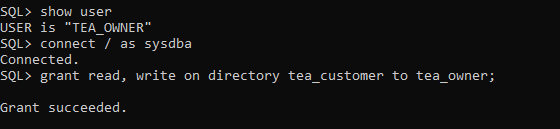 SQL> show user
USER is "TEA_OWNER"
SQL> connect / as sysdba
Connected.
SQL> grant read, write on directory tea_customer to tea_owner;
Grant succeeded.